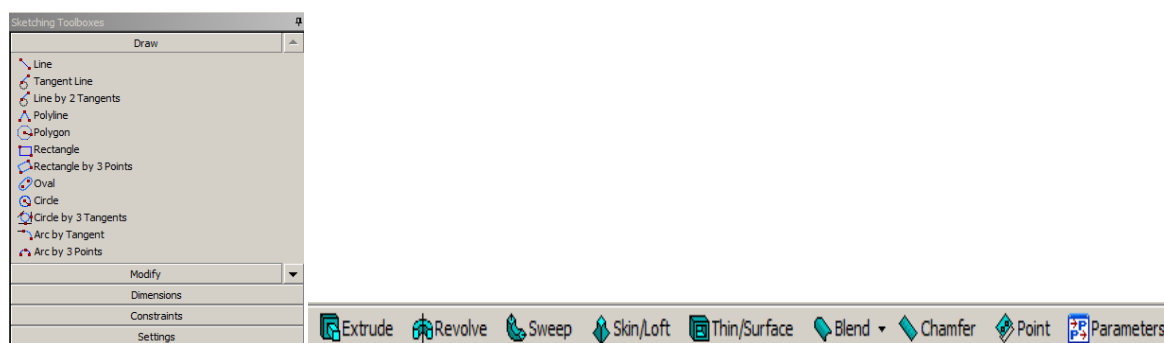 Sketching Toolboxes
Draw
Line
Tangent Line
Line by 2 Tangents
Polyline
Polygon
Rectangle
Rectangle by 3 Points
Oval
Circle
Circle by 3 Tangents
Arc by Tangent
Arc by 3 Points
Modify
Dimensions
Constraints
Settings
Extrude Revolve Sweep Skin/Loft Thin/Surface Blend Chamfer Point Parameters